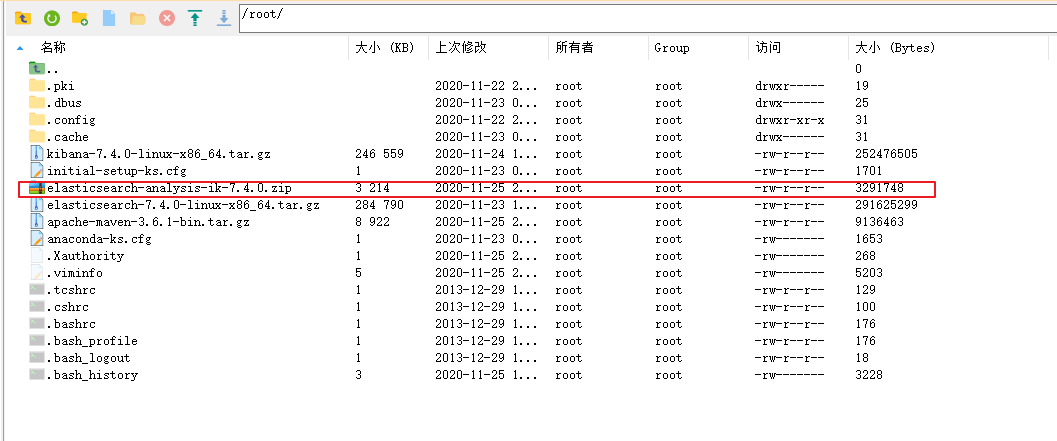 /root/
名称 大小 (KB) 上次修改 所有者 Group 访问 大小 (Bytes)
.. 0
.pki 2020-11-22 2... root root drwxr----- 19
.dbus 2020-11-23 0... root root drwx------ 25
.config 2020-11-22 2... root root drwxr-xr-x 31
.cache 2020-11-23 0... root root drwx------ 31
kibana-7.4.0-linux-x86_64.tar.gz 246 559 2020-11-24 1... root root -rw-r--r-- 252476505
initial-setup-ks.cfg 1 2020-11-23 0... root root -rw-r--r-- 1701
elasticsearch-analysis-ik-7.4.0.zip 3 214 2020-11-25 2... root root -rw-r--r-- 3291748
elasticsearch-7.4.0-linux-x86_64.tar.gz 284 790 2020-11-23 1... root root -rw-r--r-- 291625299
apache-maven-3.6.1-bin.tar.gz 8 922 2020-11-25 2... root root -rw-r--r-- 9136463
anaconda-ks.cfg 1 2020-11-23 0... root root -rw------- 1653
.Xauthority 1 2020-11-25 2... root root -rw------- 268
.viminfo 5 2020-11-25 2... root root -rw------- 5203
.tcshrc 1 2013-12-29 1... root root -rw-r--r-- 129
.cshrc 1 2013-12-29 1... root root -rw-r--r-- 100
.bashrc 1 2013-12-29 1... root root -rw-r--r-- 176
.bash_profile 1 2013-12-29 1... root root -rw-r--r-- 176
.bash_logout 1 2013-12-29 1... root root -rw-r--r-- 18
.bash_history 3 2020-11-25 1... root root -rw------- 3228